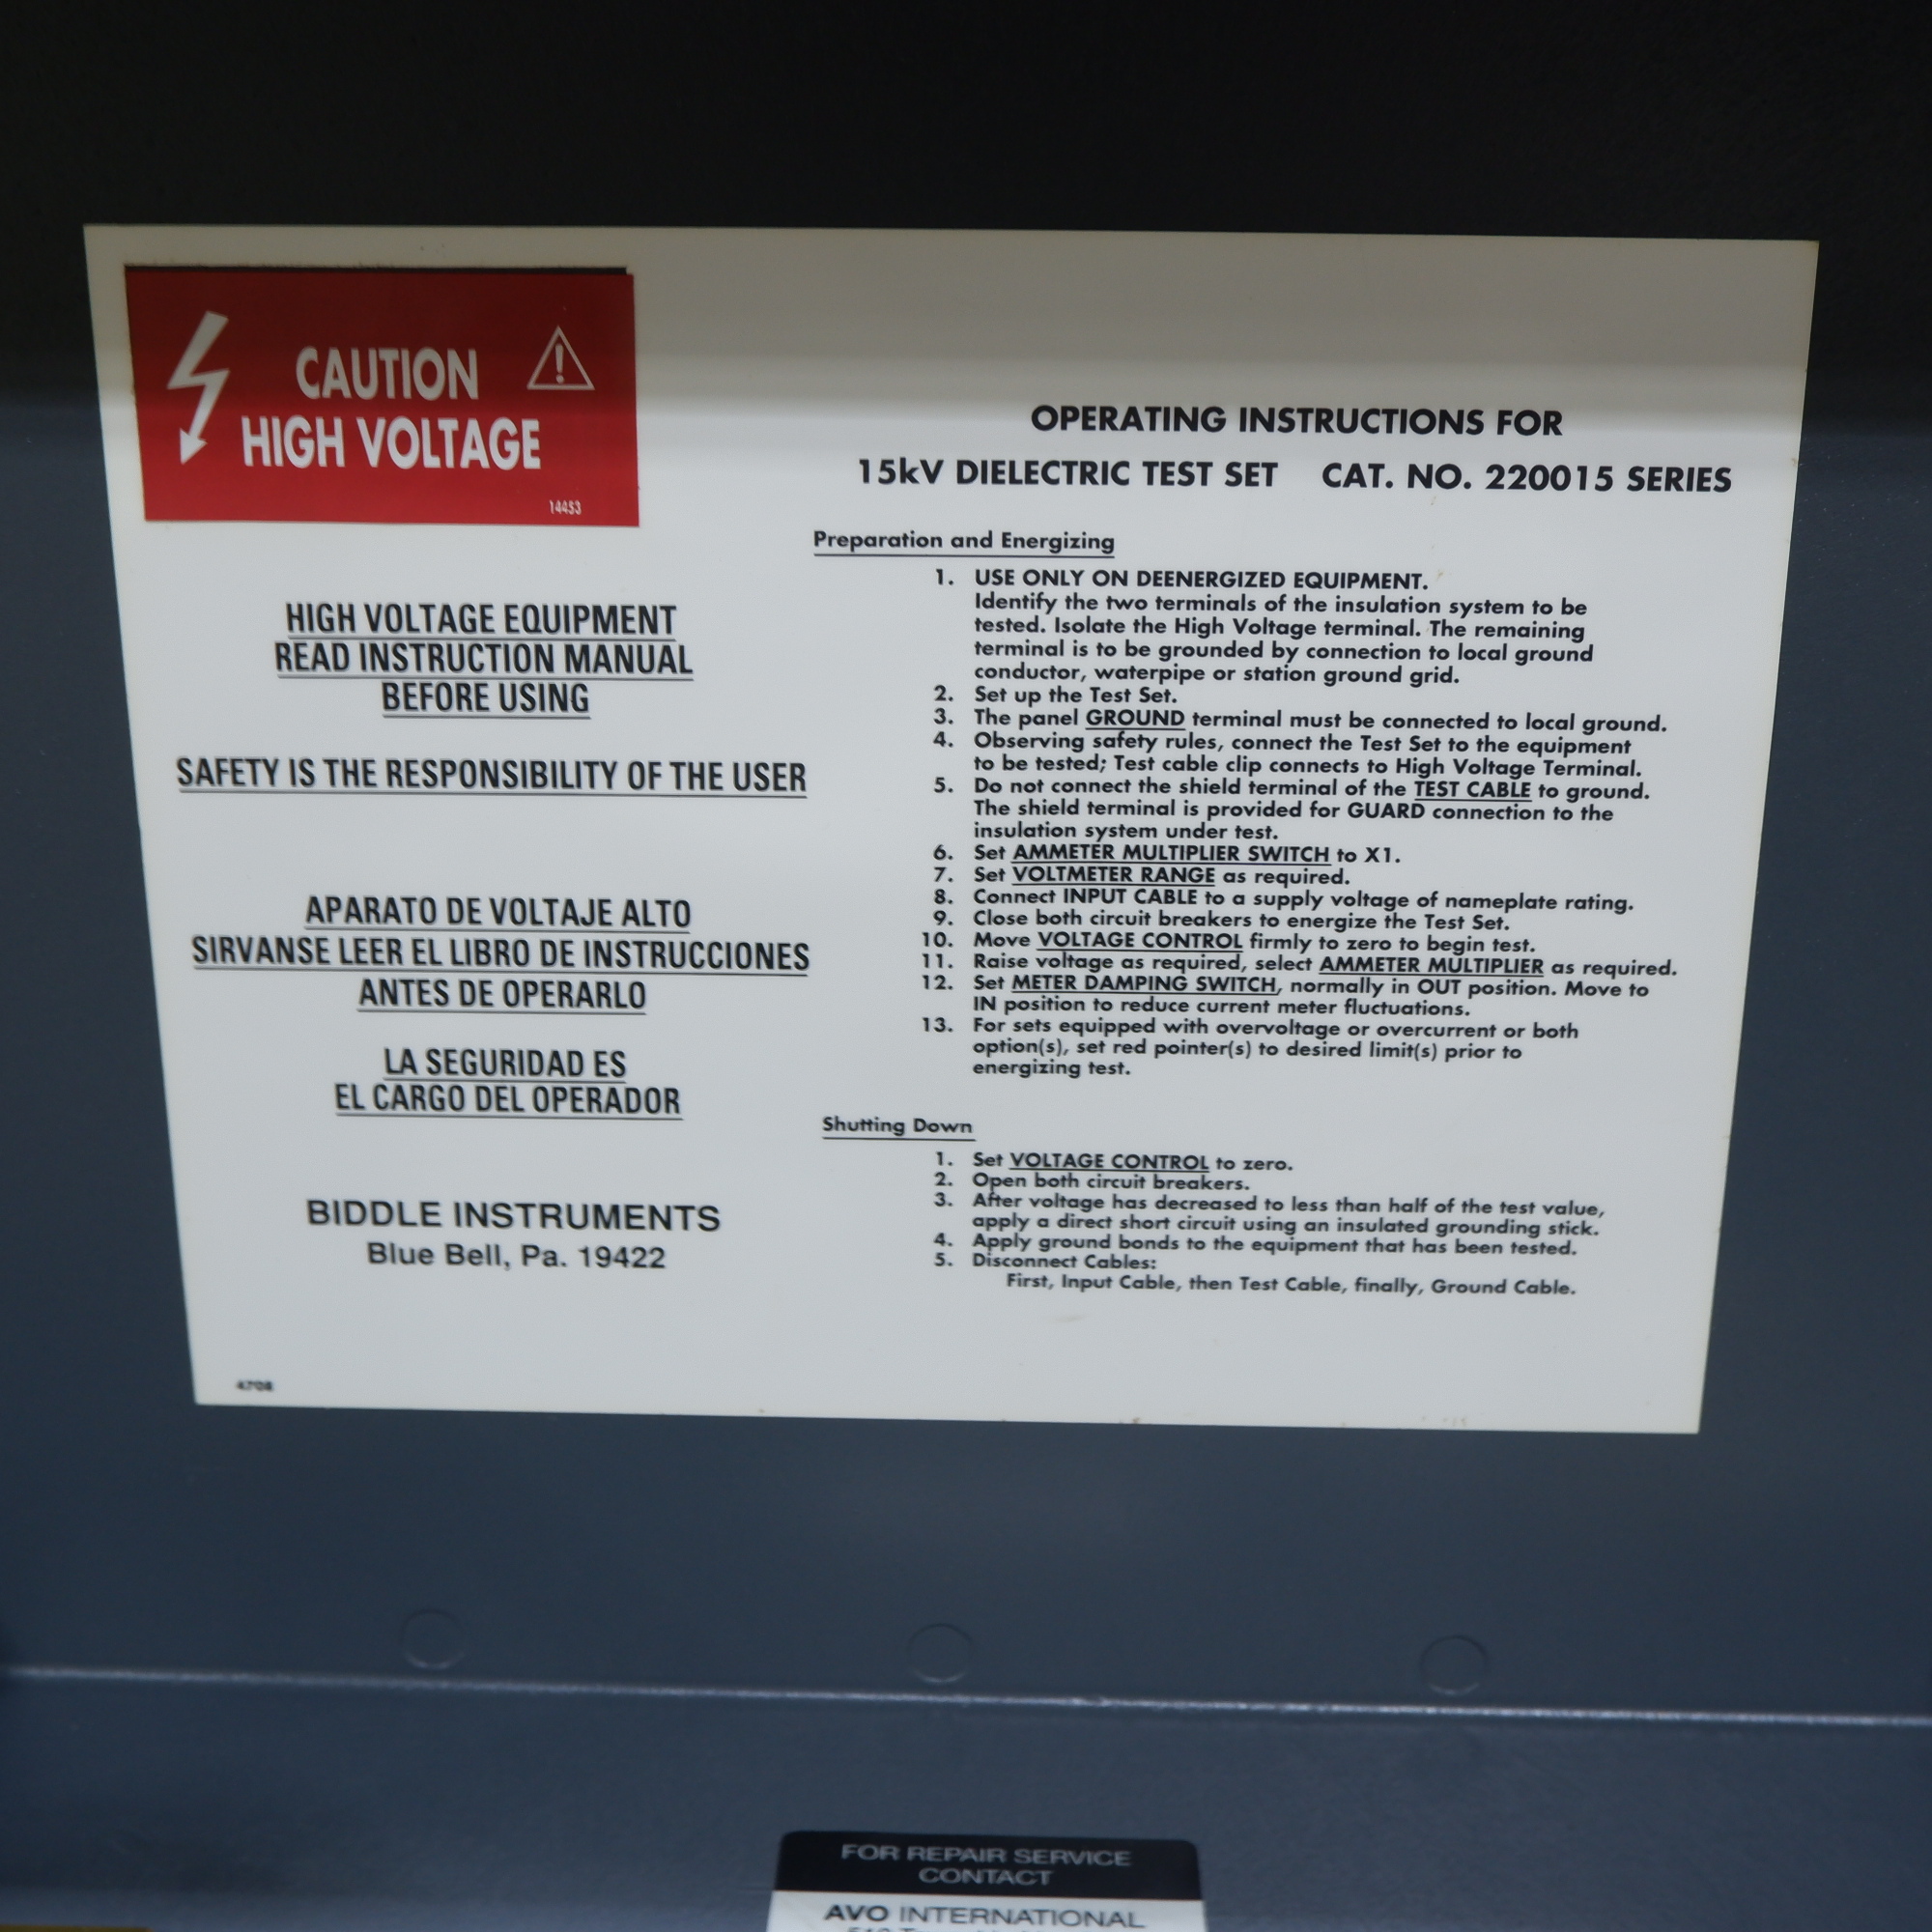 CAUTION
HIGH VOLTAGE
14453
HIGH VOLTAGE EQUIPMENT
READ INSTRUCTION MANUAL
BEFORE USING
SAFETY IS THE RESPONSIBILITY OF THE USER
APARATO DE VOLTAJE ALTO
SIRVANSE LEER EL LIBRO DE INSTRUCCIONES
ANTES DE OPERARLO
LA SEGURIDAD ES
EL CARGO DEL OPERADOR
BIDDLE INSTRUMENTS
Blue Bell, Pa. 19422
4708
OPERATING INSTRUCTIONS FOR
15kV DIELECTRIC TEST SET CAT. NO. 220015 SERIES
Preparation and Energizing
1. USE ONLY ON DEENERGIZED EQUIPMENT.
Identify the two terminals of the insulation system to be
tested. Isolate the High Voltage terminal. The remaining
terminal is to be grounded by connection to local ground
conductor, waterpipe or station ground grid.
2. Set up the Test Set.
3. The panel GROUND terminal must be connected to local ground.
4. Observing safety rules, connect the Test Set to the equipment
to be tested; Test cable clip connects to High Voltage Terminal.
5. Do not connect the shield terminal of the TEST CABLE to ground.
The shield terminal is provided for GUARD connection to the
insulation system under test.
6. Set AMMETER MULTIPLIER SWITCH to X1.
7. Set VOLTMETER RANGE as required.
8. Connect INPUT CABLE to a supply voltage of nameplate rating.
9. Close both circuit breakers to energize the Test Set.
10. Move VOLTAGE CONTROL firmly to zero to begin test.
11. Raise voltage as required, select AMMETER MULTIPLIER as required.
12. Set METER DAMPING SWITCH, normally in OUT position. Move to
IN position to reduce current meter fluctuations.
13. For sets equipped with overvoltage or overcurrent or both
option(s), set red pointer(s) to desired limit(s) prior to
energizing test.
Shutting Down
1. Set VOLTAGE CONTROL to zero.
2. Open both circuit breakers.
3. After voltage has decreased to less than half of the test value,
apply a direct short circuit using an insulated grounding stick.
4. Apply ground bonds to the equipment that has been tested.
5. Disconnect Cables:
First, Input Cable, then Test Cable, finally, Ground Cable.
FOR REPAIR SERVICE
CONTACT
AVO INTERNATIONAL